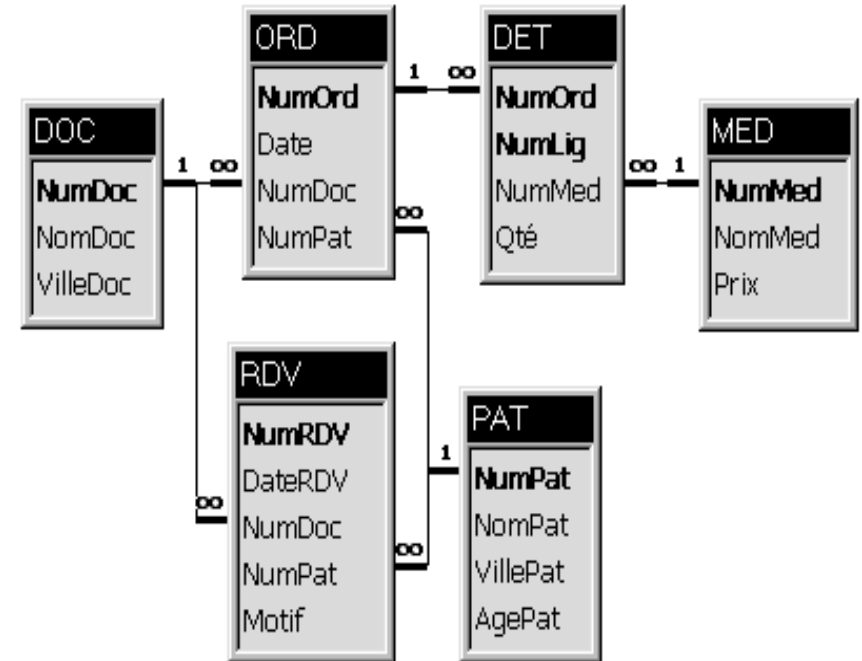 DOC
NumDoc
NomDoc
VilleDoc
1
∞
ORD
NumOrd
Date
NumDoc
NumPat
1
∞
∞
DET
NumOrd
NumLig
NumMed
Qté
∞
1
MED
NumMed
NomMed
Prix
RDV
NumRDV
DateRDV
NumDoc
NumPat
Motif
∞
∞
1
PAT
NumPat
NomPat
VillePat
AgePat